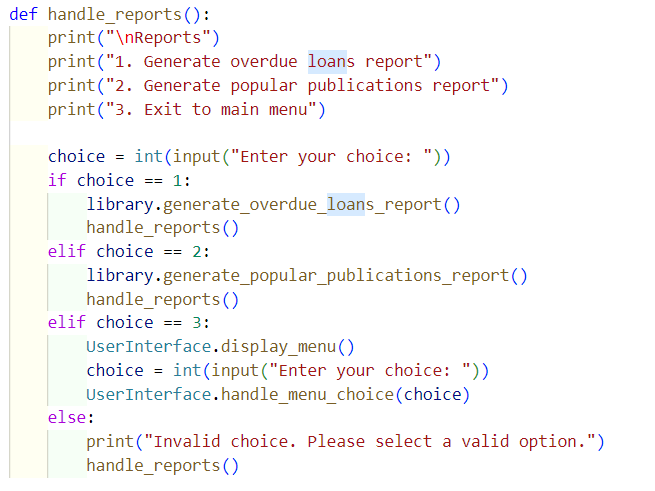 def handle_reports():
    print("\nReports")
    print("1. Generate overdue loans report")
    print("2. Generate popular publications report")
    print("3. Exit to main menu")

    choice = int(input("Enter your choice: "))
    if choice == 1:
        library.generate_overdue_loans_report()
        handle_reports()
    elif choice == 2:
        library.generate_popular_publications_report()
        handle_reports()
    elif choice == 3:
        UserInterface.display_menu()
        choice = int(input("Enter your choice: "))
        UserInterface.handle_menu_choice(choice)
    else:
        print("Invalid choice. Please select a valid option.")
        handle_reports()